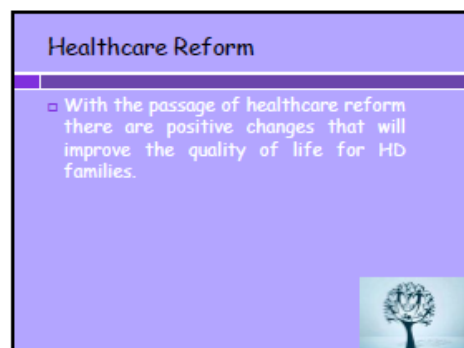 Healthcare Reform
With the passage of healthcare reform
there are positive changes that will
improve the quality of life for HD
families.